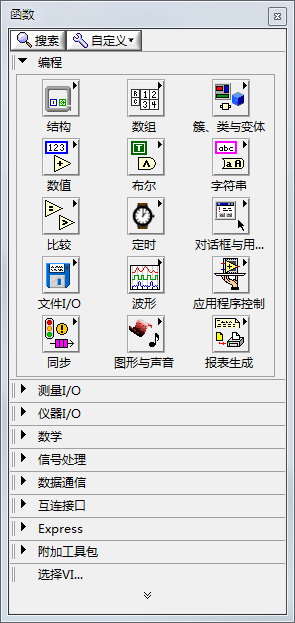 函数
搜索 自定义
编程
结构 数组 簇、类与变体
123 abc
数值 布尔 字符串
比较 定时 对话框与用...
文件I/O 波形 应用程序控制
同步 图形与声音 报表生成
测量I/O
仪器I/O
数学
信号处理
数据通信
互连接口
Express
附加工具包
选择VI...